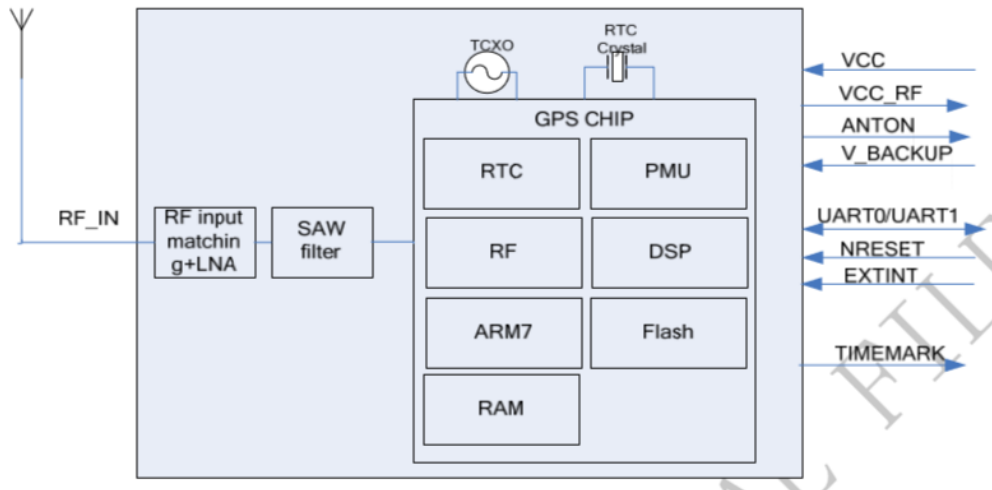 TCXO
RTC
Crystal
VCC
VCC_RF
GPS CHIP
ANTON
V_BACKUP
RTC
PMU
RF_IN
RF input
matchin
g+LNA
SAW
filter
UART0/UART1
RF
DSP
NRESET
EXTINT
ARM7
Flash
TIMEMARK
RAM